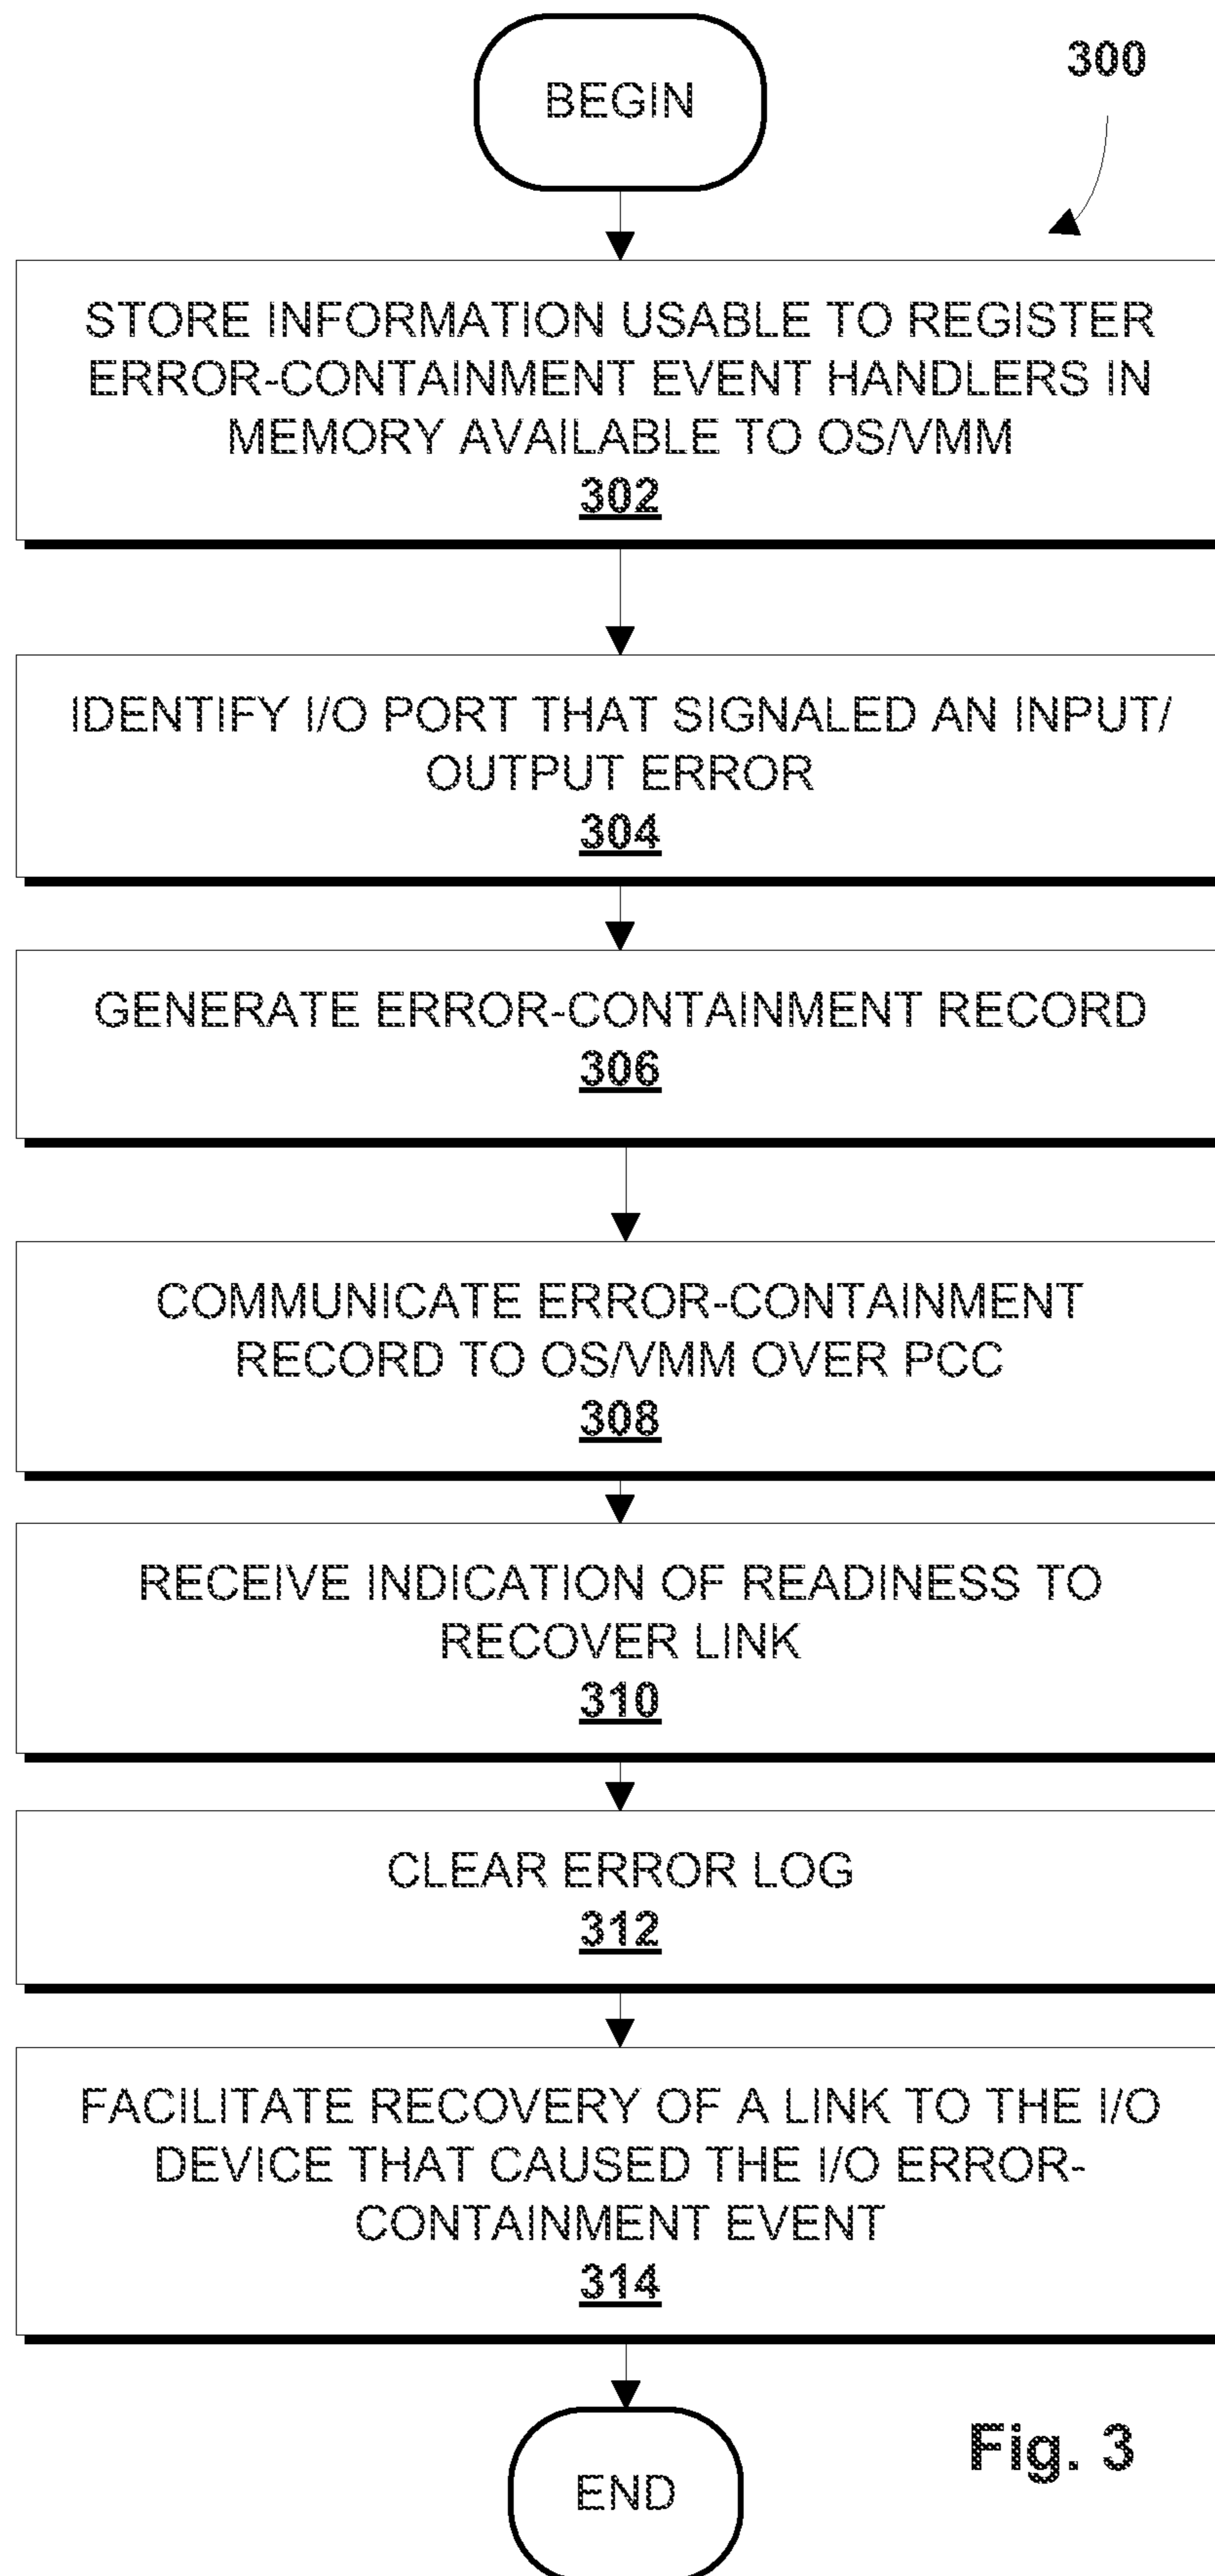 BEGIN
300
STORE INFORMATION USABLE TO REGISTER
ERROR-CONTAINMENT EVENT HANDLERS IN
MEMORY AVAILABLE TO OS/VMM
302
IDENTIFY I/O PORT THAT SIGNALED AN INPUT/
OUTPUT ERROR
304
GENERATE ERROR-CONTAINMENT RECORD
306
COMMUNICATE ERROR-CONTAINMENT
RECORD TO OS/VMM OVER PCC
308
RECEIVE INDICATION OF READINESS TO
RECOVER LINK
310
CLEAR ERROR LOG
312
FACILITATE RECOVERY OF A LINK TO THE I/O
DEVICE THAT CAUSED THE I/O ERROR-
CONTAINMENT EVENT
314
END
Fig. 3